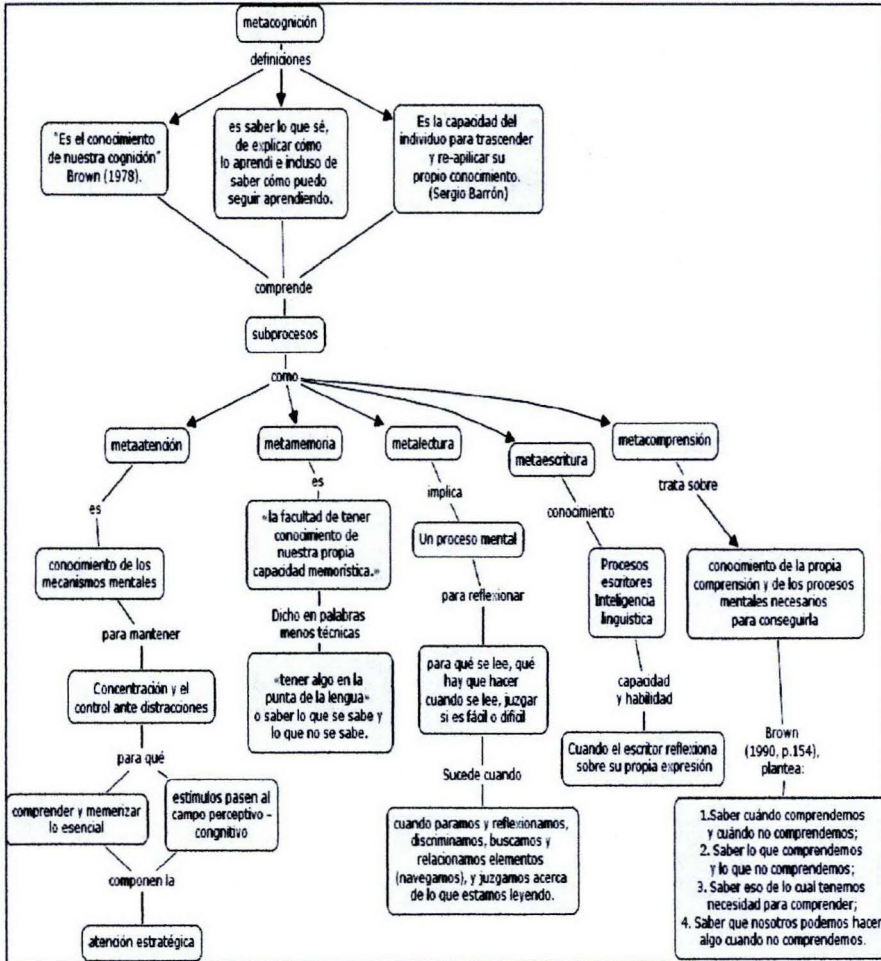 metacognición
definiciones
"Es el conocimiento
de nuestra cognición"
Brown (1978).
es saber lo que sé,
de explicar cómo
lo aprendi e incluso de
saber cómo puedo
seguir aprendiendo.
Es la capacidad del
individuo para trascender
y re-apilicar su
propio conocimiento.
(Sergio Barrón)
comprende
subprocesos
como
metaatención
es
conocimiento de los
mecanismos mentales
para mantener
Concentración y el
control ante distracciones
para qué
comprender y memerizar
lo esencial
estímulos pasen al
campo perceptivo –
congnitivo
componen la
atención estratégica
metamemoria
es
«la facultad de tener
conocimiento de
nuestra propia
capacidad memorística.»
Dicho en palabras
menos técnicas
«tener algo en la
punta de la lengua»
o saber lo que se sabe y
lo que no se sabe.
metalectura
implica
Un proceso mental
para reflexionar
para qué se lee, qué
hay que hacer
cuando se lee, juzgar
si es fácil o difícil
Sucede cuando
cuando paramos y reflexionamos,
discriminamos, buscamos y
relacionamos elementos
(navegamos), y juzgamos acerca
de lo que estamos leyendo.
metaescritura
conocimiento
Procesos
escritores
Inteligencia
linguistica
capacidad
y habilidad
Cuando el escritor reflexiona
sobre su propia expresión
metacomprensión
trata sobre
conocimiento de la propia
comprensión y de los procesos
mentales necesarios
para conseguirla
Brown
(1990, p.154),
plantea:
1.Saber cuándo comprendemos
y cuándo no comprendemos;
2. Saber lo que comprendemos
y lo que no comprendemos;
3. Saber eso de lo cual tenemos
necesidad para comprender;
4. Saber que nosotros podemos hacer
algo cuando no comprendemos.